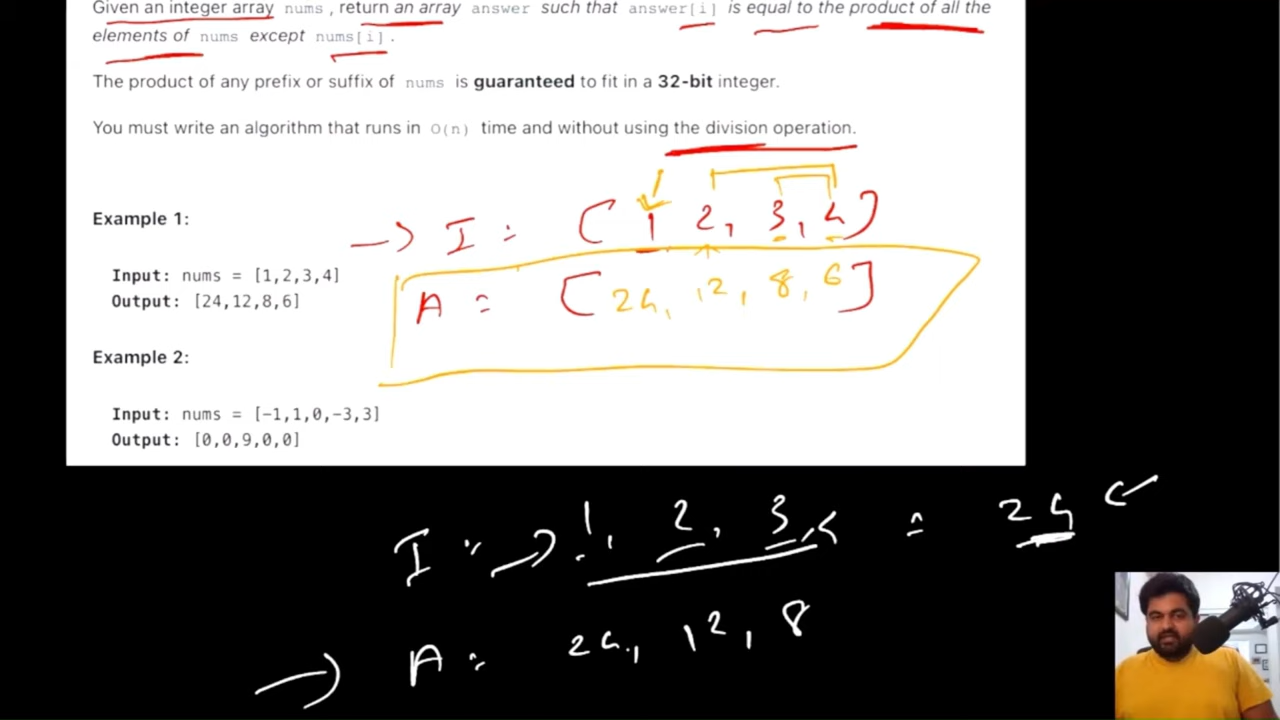 Given an integer array nums, return an array answer such that answer[i] is equal to the product of all the
elements of nums except nums[i].
The product of any prefix or suffix of nums is guaranteed to fit in a 32-bit integer.
You must write an algorithm that runs in O(n) time and without using the division operation.
Example 1:
I : [1 2, 3, 4]
Input: nums = [1,2,3,4]
Output: [24,12,8,6]
A = [24, 12, 8, 6]
Example 2:
Input: nums = [-1,1,0,-3,3]
Output: [0,0,9,0,0]
I : 1, 2, 3, 4 = 24
A : 24, 12, 8